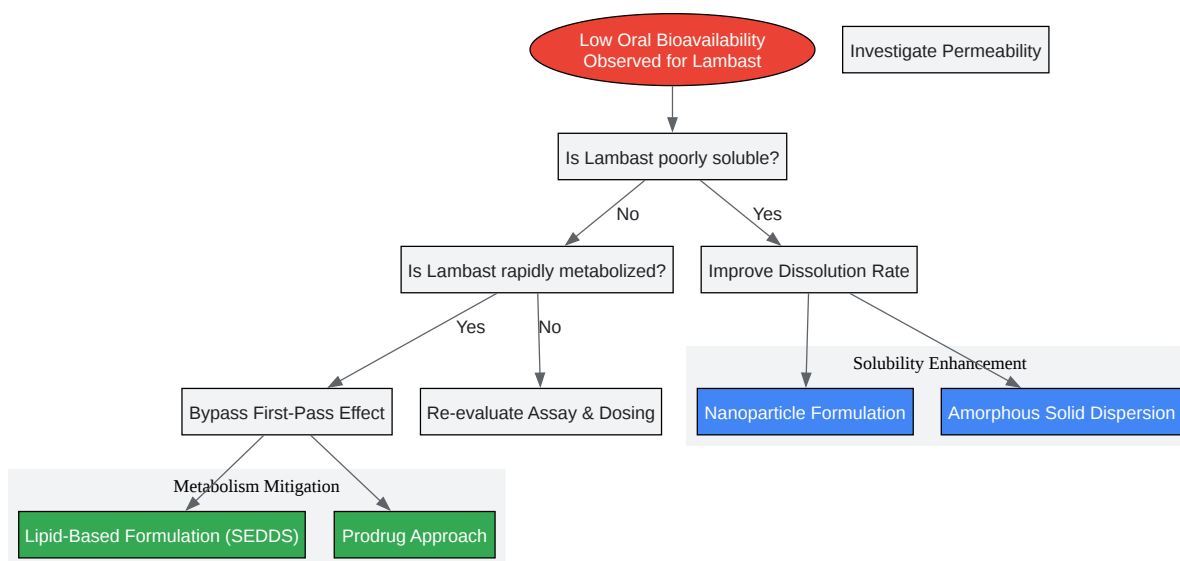 Low Oral Bioavailability
Observed for Lambast
Investigate Permeability
Is Lambast poorly soluble?
No
Yes
Is Lambast rapidly metabolized?
Improve Dissolution Rate
Yes
No
Solubility Enhancement
Bypass First-Pass Effect
Re-evaluate Assay & Dosing
Nanoparticle Formulation
Amorphous Solid Dispersion
Metabolism Mitigation
Lipid-Based Formulation (SEDDS)
Prodrug Approach